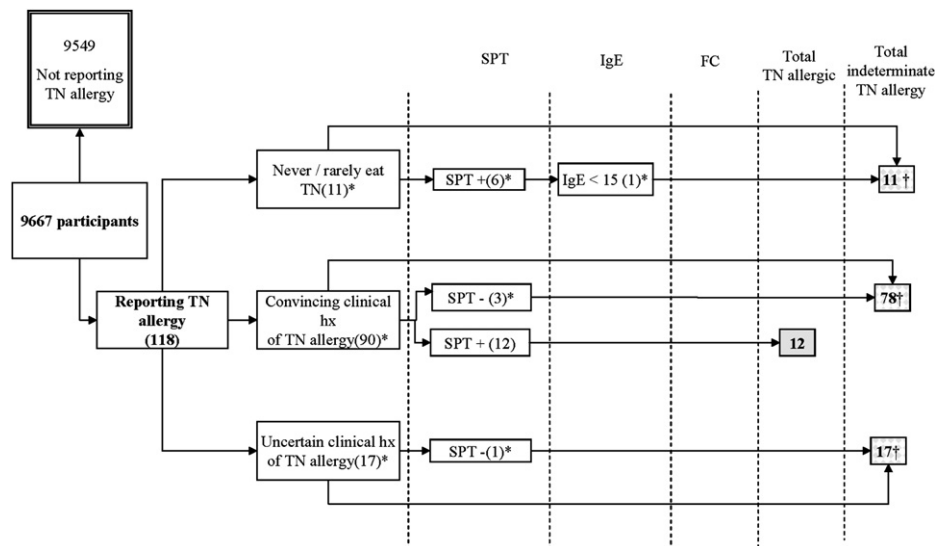 9549
Not reporting
TN allergy
SPT
IgE
FC
Total
TN allergic
Total
indeterminate
TN allergy
9667 participants
Never / rarely eat
TN(11)*
SPT +(6)*
IgE < 15 (1)*
11 †
Reporting TN
allergy
(118)
Convincing clinical
hx
of TN allergy(90)*
SPT - (3)*
78†
SPT + (12)
12
Uncertain clinical hx
of TN allergy(17)*
SPT -(1)*
17†